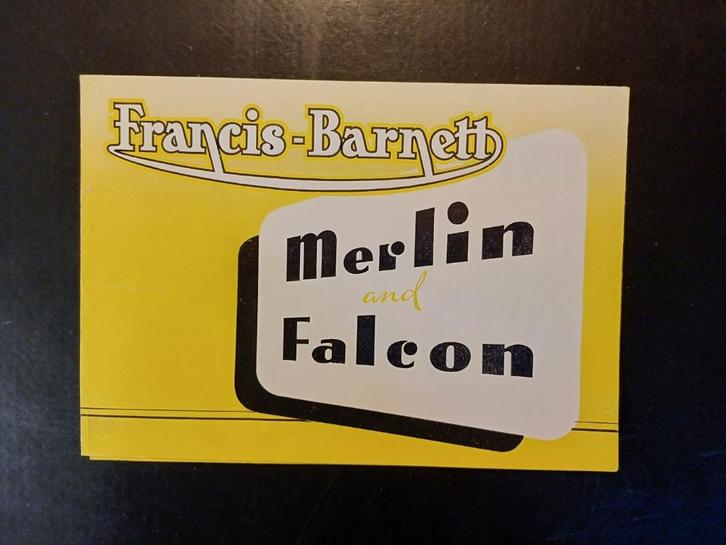 Francis-Barnett
Merlin
and
Falcon